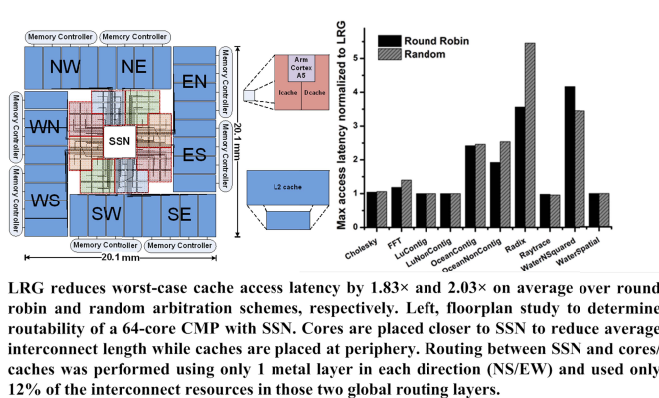 Memory Controller
Memory Controller
NW
NE
EN
WN
ES
WS
SW
SE
SSN
Memory Controller
Memory Controller
Memory Controller
Memory Controller
Memory Controller
Memory Controller
20.1 mm
20.1 mm
Arm
Cortex
A5
Icache
Dcache
L2 cache
Max access latency normalized to LRG
Round Robin
Random
5
4
3
2
1
0
Cholesky
FFT
LuContig
LuNonContig
OceanContig
OceanNonContig
Radix
Raytrace
WaterNSquared
WaterSpatial
LRG reduces worst-case cache access latency by 1.83× and 2.03× on average over round
robin and random arbitration schemes, respectively. Left, floorplan study to determine
routability of a 64-core CMP with SSN. Cores are placed closer to SSN to reduce average
interconnect length while caches are placed at periphery. Routing between SSN and cores/
caches was performed using only 1 metal layer in each direction (NS/EW) and used only
12% of the interconnect resources in those two global routing layers.